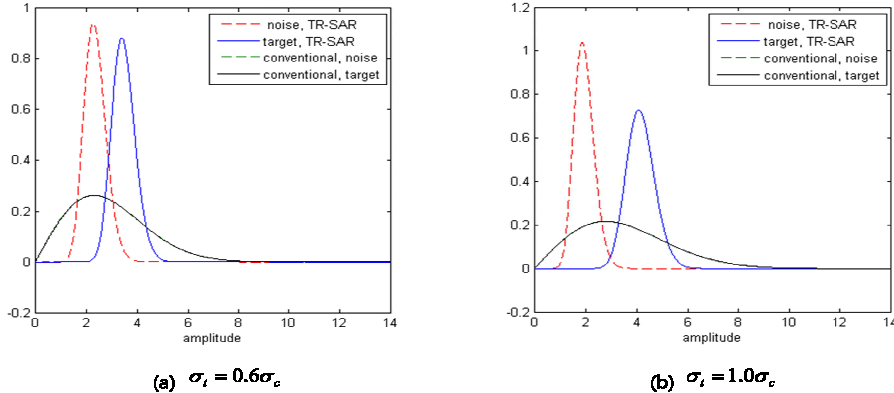 1
0.8
0.6
0.4
0.2
0
-0.2
0 2 4 6 8 10 12 14
amplitude
noise, TR-SAR
target, TR-SAR
conventional, noise
conventional, target
(a) σₜ = 0.6σ꜀
1.2
1
0.8
0.6
0.4
0.2
0
-0.2
0 2 4 6 8 10 12 14
amplitude
noise, TR-SAR
target, TR-SAR
conventional, noise
conventional, target
(b) σₜ = 1.0σ꜀